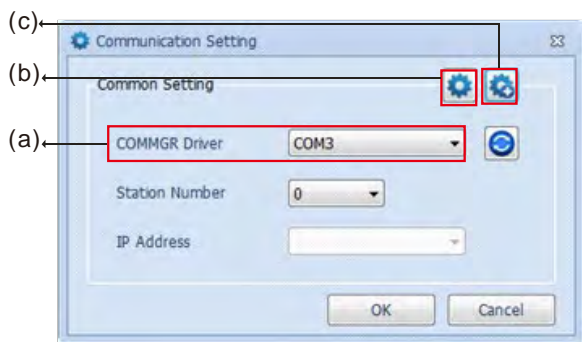 (c)
Communication Setting
(b)
Common Setting
(a)
COMMGR Driver COM3
Station Number 0
IP Address
OK Cancel